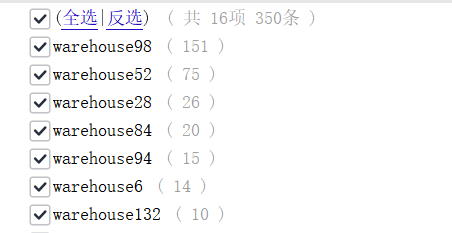 (全选|反选) ( 共 16项 350条 )
warehouse98 ( 151 )
warehouse52 ( 75 )
warehouse28 ( 26 )
warehouse84 ( 20 )
warehouse94 ( 15 )
warehouse6 ( 14 )
warehouse132 ( 10 )